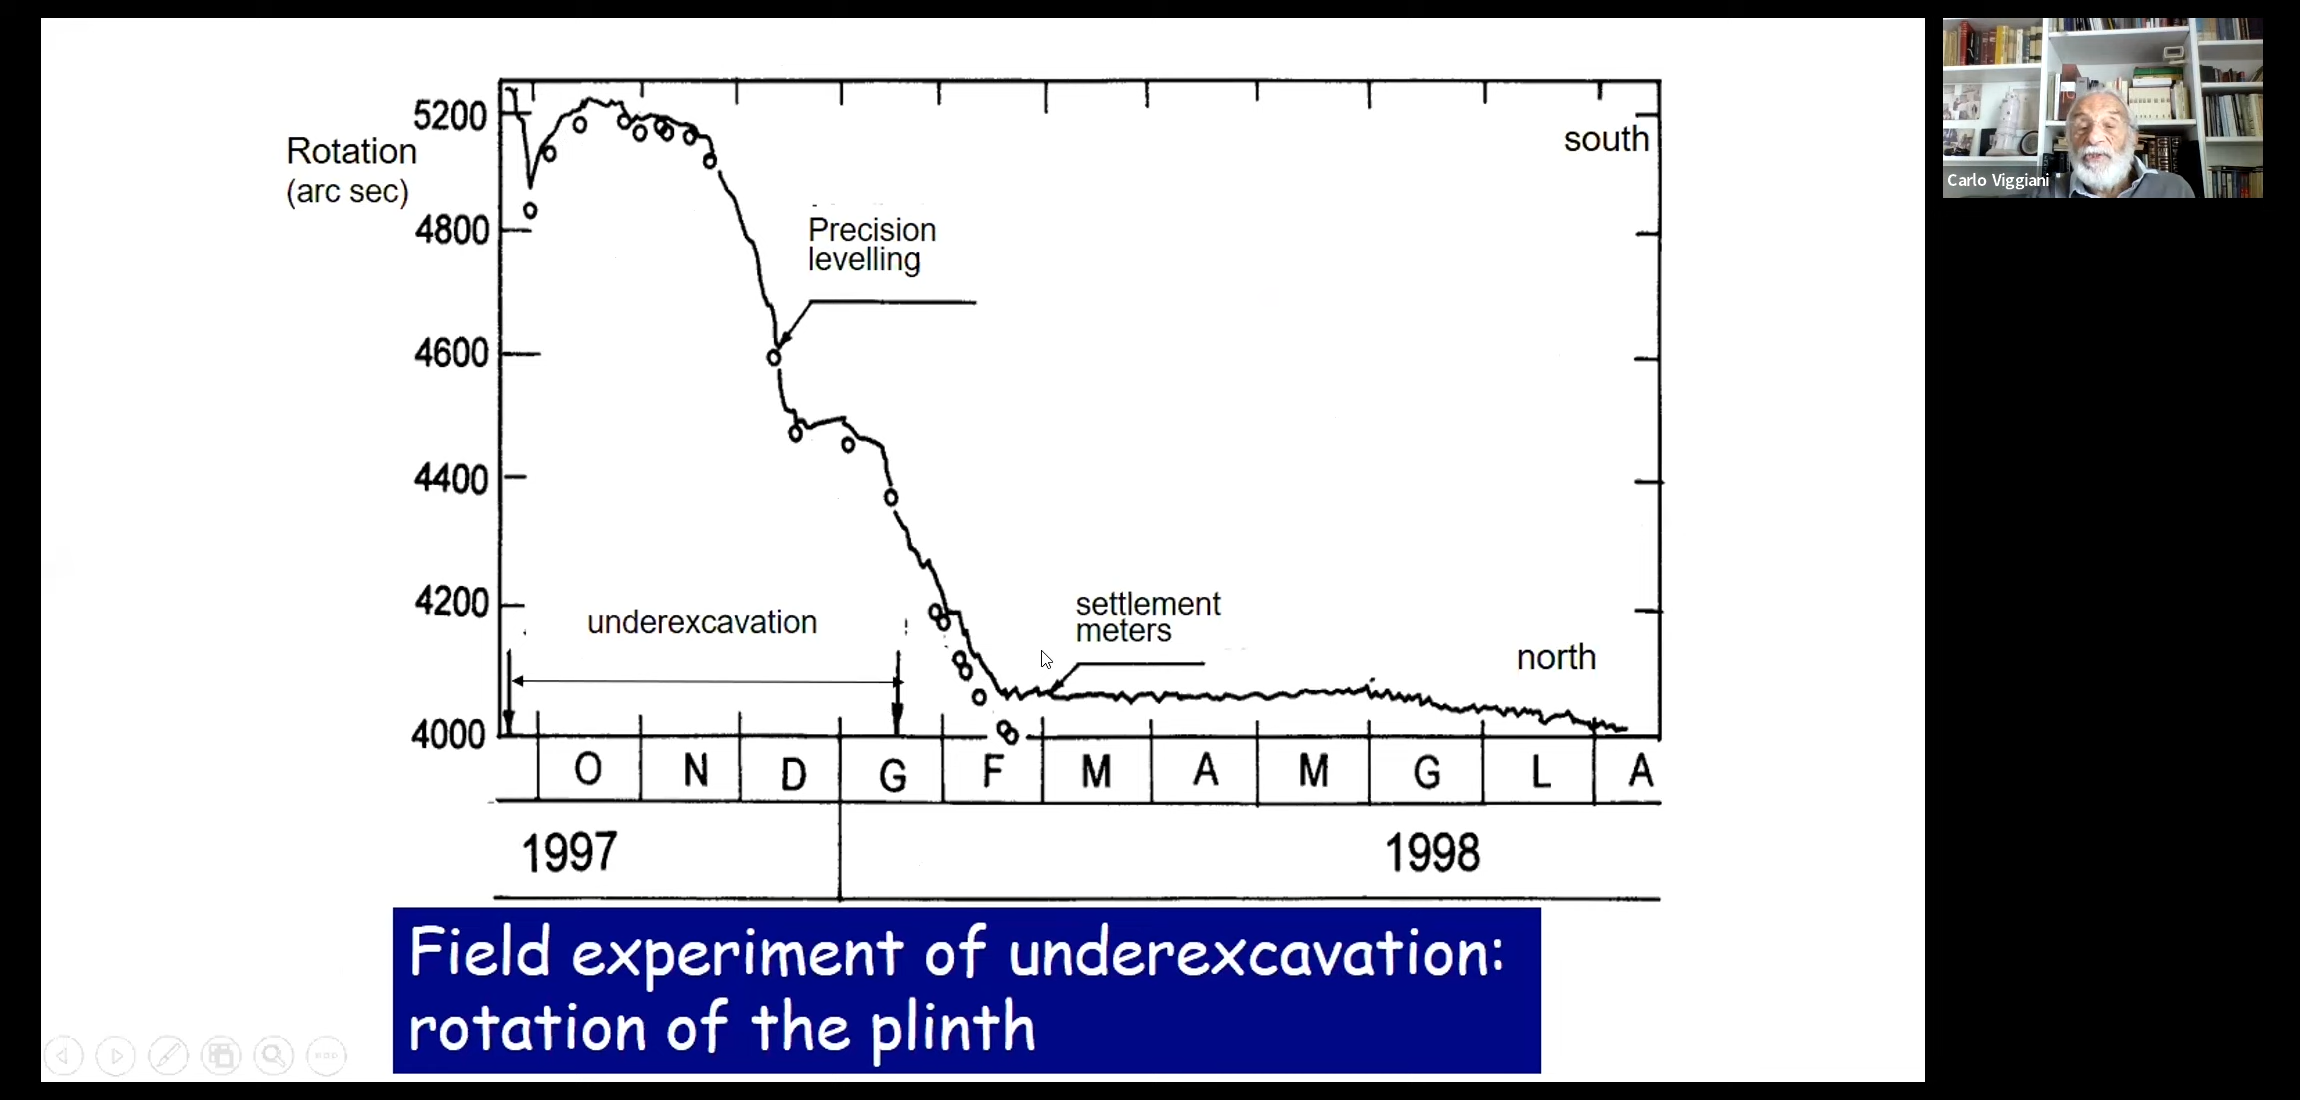 5200
Rotation
(arc sec)
4800
4600
4400
4200
4000
south
Precision
levelling
underexcavation
settlement
meters
north
O N D G F M A M G L A
1997 1998
Field experiment of underexcavation:
rotation of the plinth
Carlo Viggiani